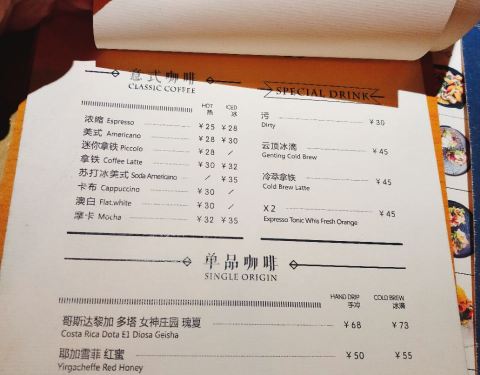 意式咖啡
CLASSIC COFFEE
HOT ICED
热 冰
浓缩 Espresso ￥25 ￥28
美式 Americano ￥28 ￥30
迷你拿铁 Piccolo ￥28 /
拿铁 Coffee Latte ￥30 ￥32
苏打冰美式 Soda Americano / ￥35
卡布 Cappuccino ￥30 /
澳白 Flat.white ￥30 /
摩卡 Mocha ￥32 ￥35
SPECIAL DRINK
污 ￥30
Dirty
云顶冰滴 ￥45
Genting Cold Brew
冷萃拿铁 ￥45
Cold Brew Latte
X 2 ￥45
Espresso Tonic Whis Fresh Orange
单品咖啡
SINGLE ORIGIN
HAND DRIP COLD BREW
手冲 冰滴
哥斯达黎加 多塔 女神庄园 瑰夏 ￥68 ￥73
Costa Rica Dota E1 Diosa Geisha
耶加雪菲 红蜜 ￥50 ￥55
Yirgacheffe Red Honey